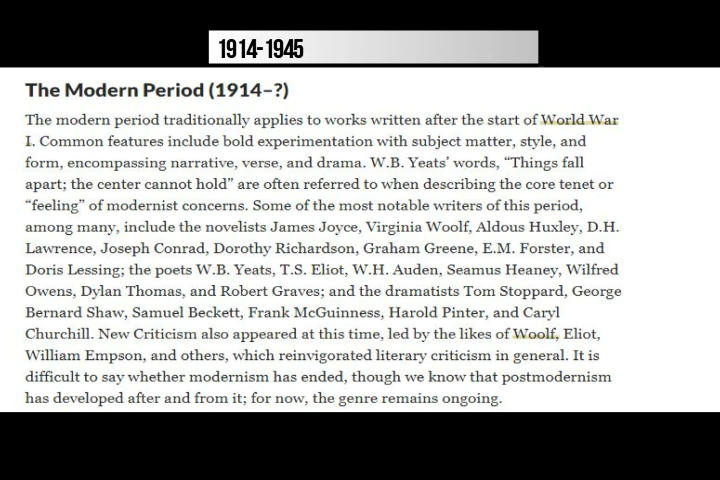 1914-1945
The Modern Period (1914–?)
The modern period traditionally applies to works written after the start of World War
I. Common features include bold experimentation with subject matter, style, and
form, encompassing narrative, verse, and drama. W.B. Yeats’ words, “Things fall
apart; the center cannot hold” are often referred to when describing the core tenet or
“feeling” of modernist concerns. Some of the most notable writers of this period,
among many, include the novelists James Joyce, Virginia Woolf, Aldous Huxley, D.H.
Lawrence, Joseph Conrad, Dorothy Richardson, Graham Greene, E.M. Forster, and
Doris Lessing; the poets W.B. Yeats, T.S. Eliot, W.H. Auden, Seamus Heaney, Wilfred
Owens, Dylan Thomas, and Robert Graves; and the dramatists Tom Stoppard, George
Bernard Shaw, Samuel Beckett, Frank McGuinness, Harold Pinter, and Caryl
Churchill. New Criticism also appeared at this time, led by the likes of Woolf, Eliot,
William Empson, and others, which reinvigorated literary criticism in general. It is
difficult to say whether modernism has ended, though we know that postmodernism
has developed after and from it; for now, the genre remains ongoing.